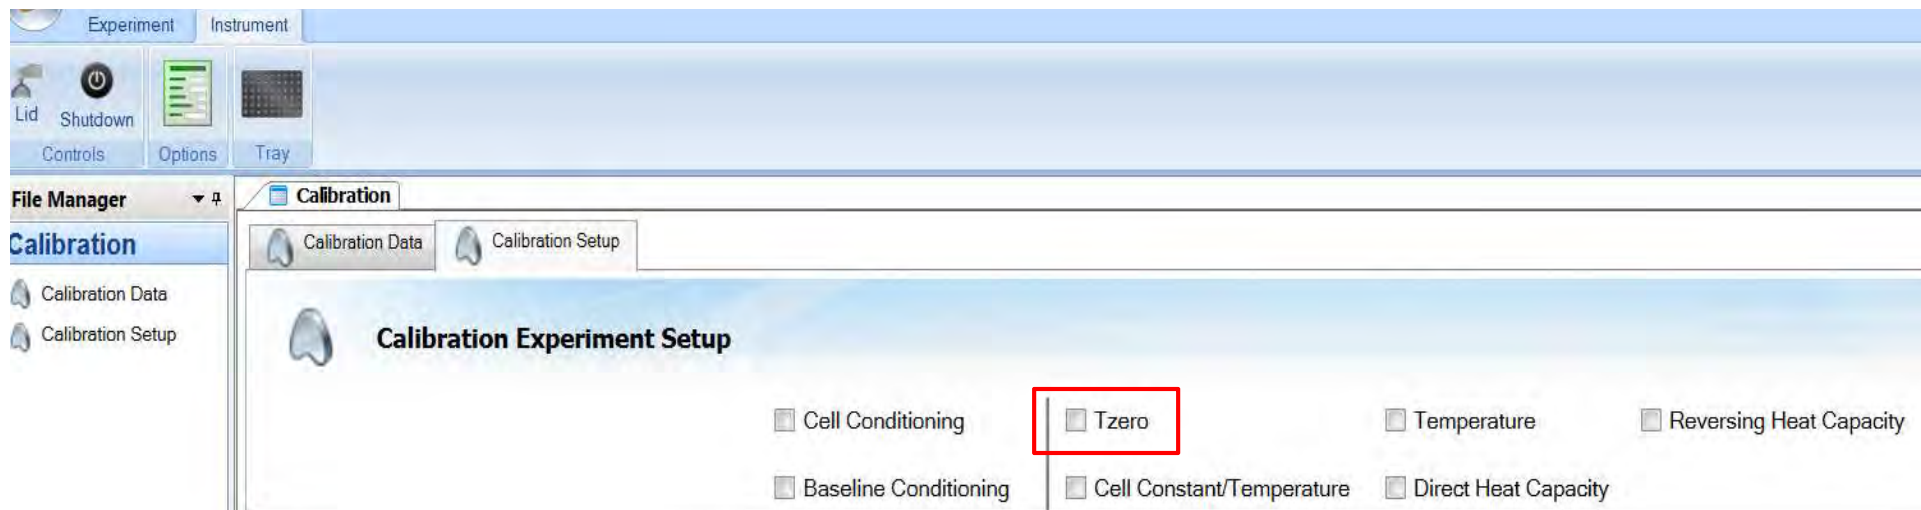 Experiment Instrument
Lid Shutdown
Controls Options Tray
File Manager
Calibration
Calibration Data
Calibration Setup
Calibration
Calibration Data Calibration Setup
Calibration Experiment Setup
Cell Conditioning Tzero Temperature Reversing Heat Capacity
Baseline Conditioning Cell Constant/Temperature Direct Heat Capacity